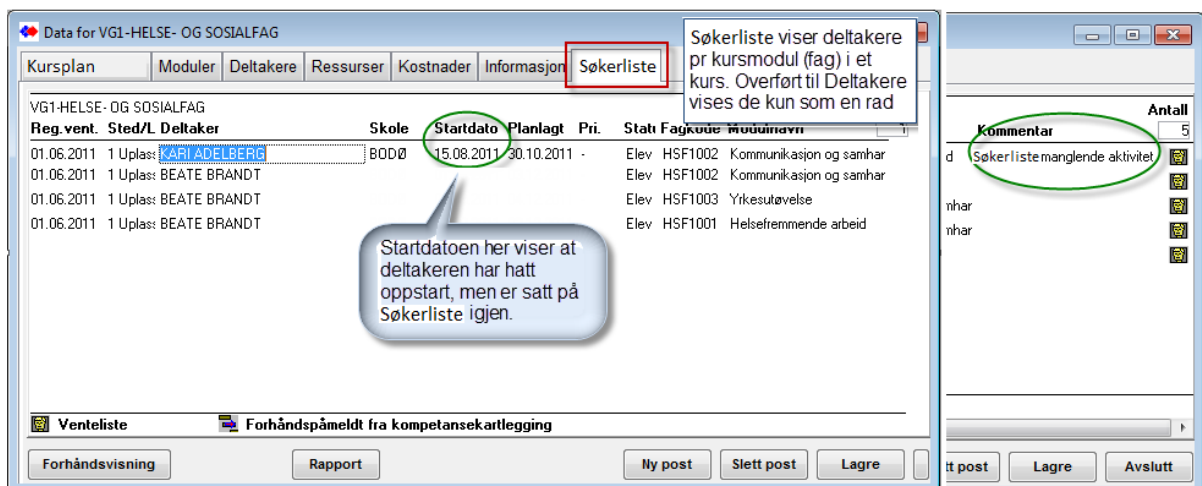 Data for VG1-HELSE- OG SOSIALFAG
Kursplan Moduler Deltakere Ressurser Kostnader Informasjon Søkerliste
Søkerliste viser deltakere
pr kursmodul (fag) i et
kurs. Overført til Deltakere
vises de kun som en rad
VG1-HELSE- OG SOSIALFAG
Reg.vent. Sted/L Deltaker Skole Startdato Planlagt Pri. Statu Fagkode Modulnavn
01.06.2011 1 Uplass KARI ADELBERG BODØ 15.08.2011 30.10.2011 - Elev HSF1002 Kommunikasjon og samhar
01.06.2011 1 Uplass BEATE BRANDT Elev HSF1002 Kommunikasjon og samhar
01.06.2011 1 Uplass BEATE BRANDT Elev HSF1003 Yrkesutøvelse
01.06.2011 1 Uplass BEATE BRANDT Elev HSF1001 Helsefremmende arbeid
Startdatoen her viser at
deltakeren har hatt
oppstart, men er satt på
Søkerliste igjen.
Venteliste Forhåndspåmeldt fra kompetansekartlegging
Forhåndsvisning Rapport Ny post Slett post Lagre
Antall
Kommentar 5
d Søkerliste manglende aktivitet
nhar
nhar
tt post Lagre Avslutt